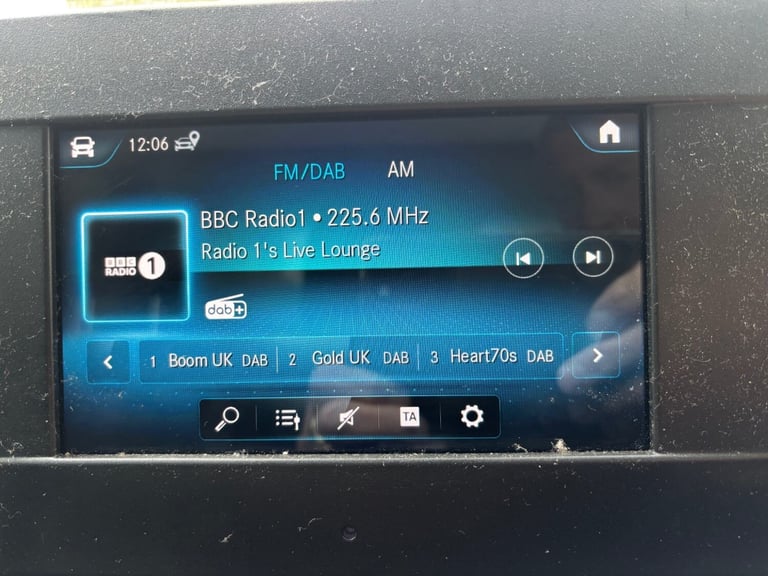 12:06
FM/DAB AM
BBC Radio1 • 225.6 MHz
Radio 1's Live Lounge
BBC
RADIO 1
dab+
1 Boom UK DAB 2 Gold UK DAB 3 Heart70s DAB
TA